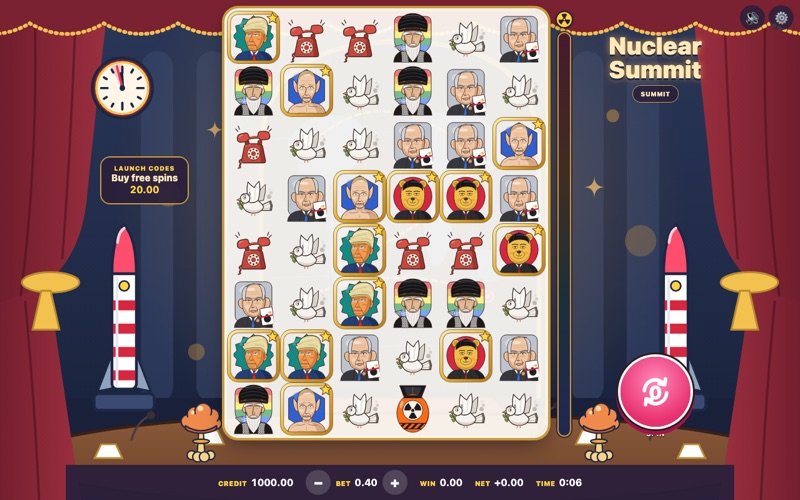 Nuclear
Summit
SUMMIT
LAUNCH CODES
Buy free spins
20.00
CREDIT 1000.00
BET 0.40
WIN 0.00
NET +0.00
TIME 0:06